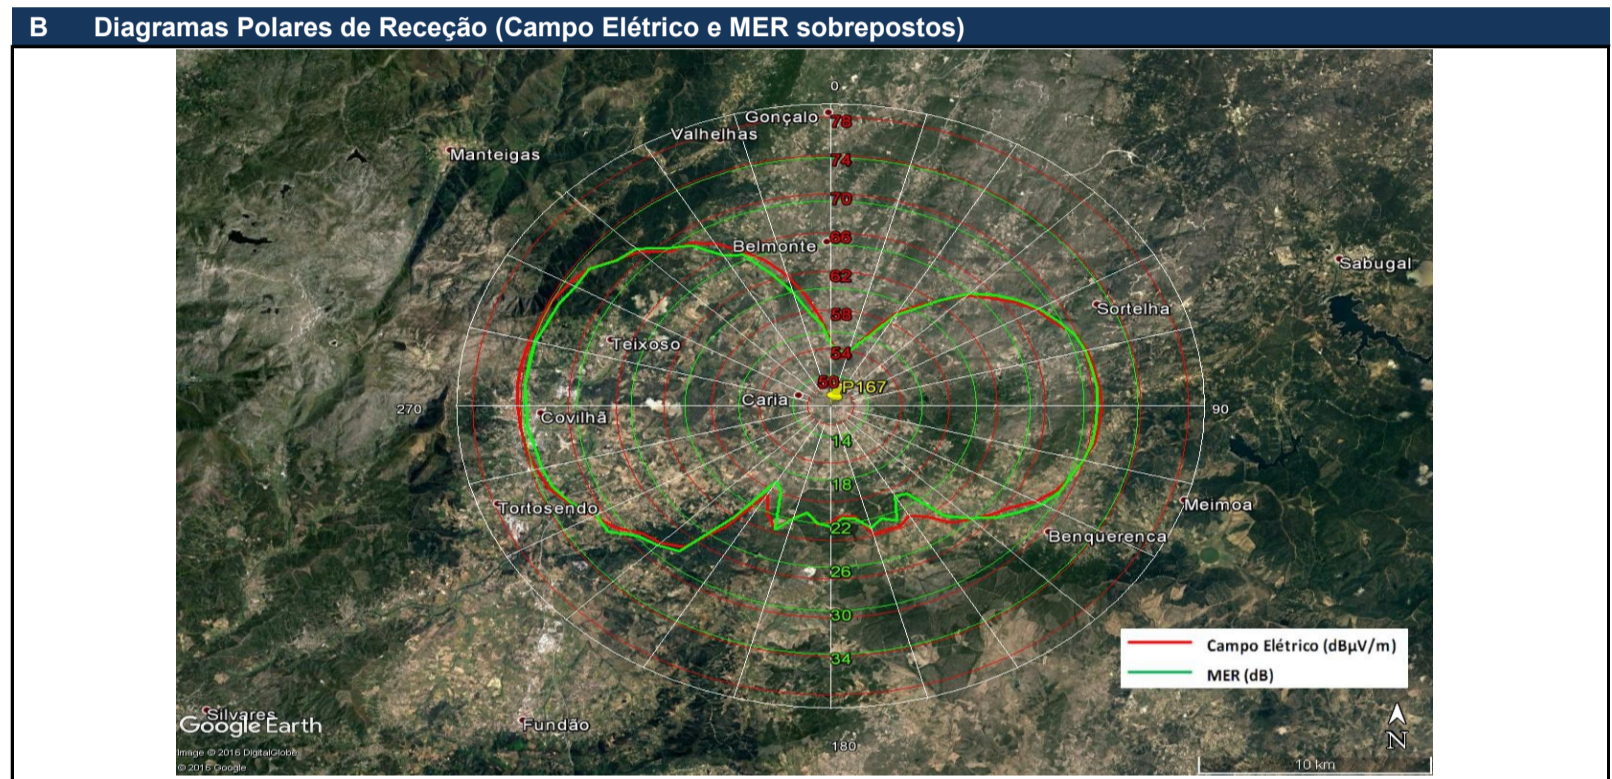 B Diagramas Polares de Receção (Campo Elétrico e MER sobrepostos)
0
Gonçalo
78
Valhelhas
Manteigas
74
70
Belmonte
66
Sabugal
62
Sortelha
58
Teixoso
54
50
P167
Caria
270
90
Covilhã
14
18
Tortosendo
Meimoa
22
Benquerenca
26
30
Campo Elétrico (dBµV/m)
34
MER (dB)
Silvares
Google Earth
Fundão
N
180
Image © 2016 DigitalGlobe
10 km
© 2016 Google